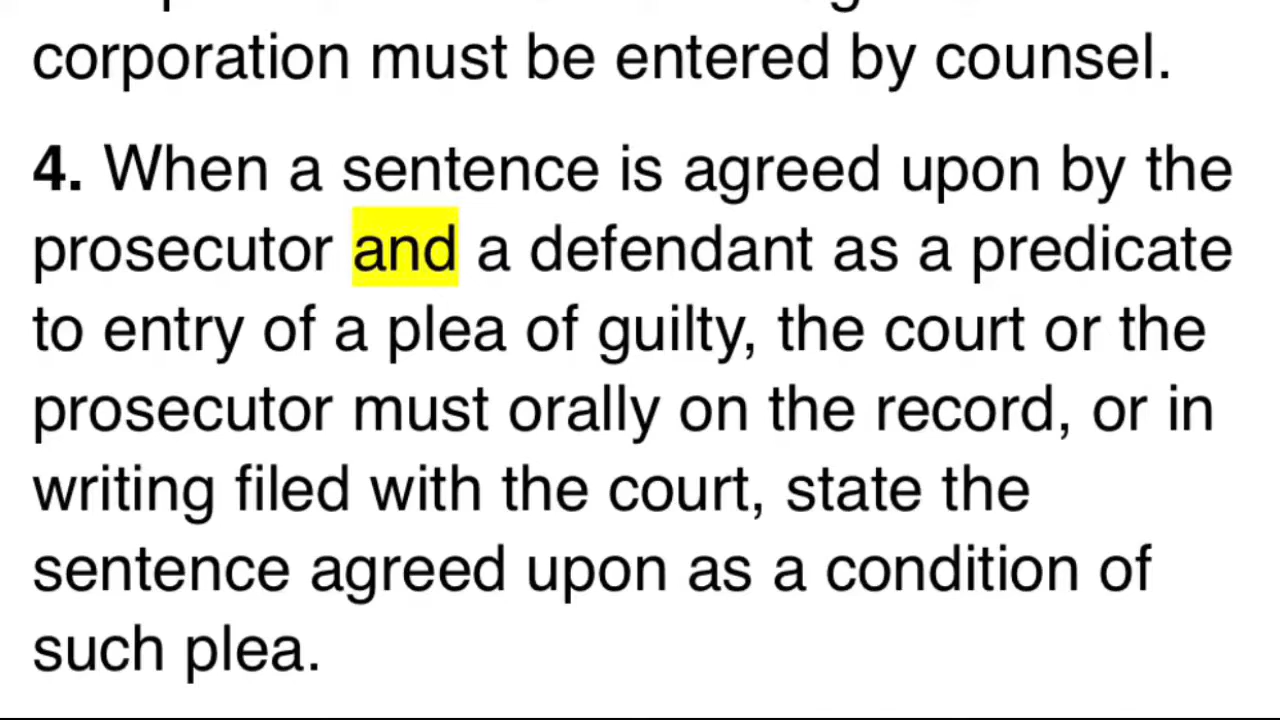 corporation must be entered by counsel.
4. When a sentence is agreed upon by the
prosecutor and a defendant as a predicate
to entry of a plea of guilty, the court or the
prosecutor must orally on the record, or in
writing filed with the court, state the
sentence agreed upon as a condition of
such plea.